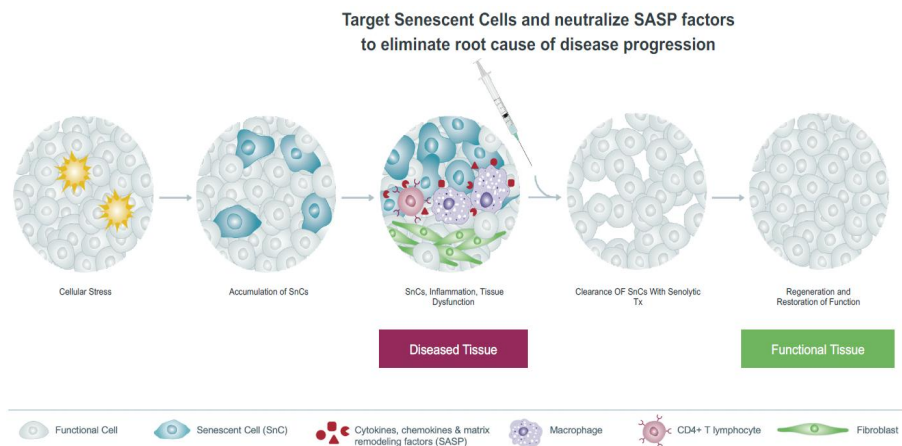 Target Senescent Cells and neutralize SASP factors
to eliminate root cause of disease progression
Cellular Stress
Accumulation of SnCs
SnCs, Inflammation, Tissue
Dysfunction
Clearance OF SnCs With Senolytic
Tx
Regeneration and
Restoration of Function
Diseased Tissue
Functional Tissue
Functional Cell
Senescent Cell (SnC)
Cytokines, chemokines & matrix
remodeling factors (SASP)
Macrophage
CD4+ T lymphocyte
Fibroblast